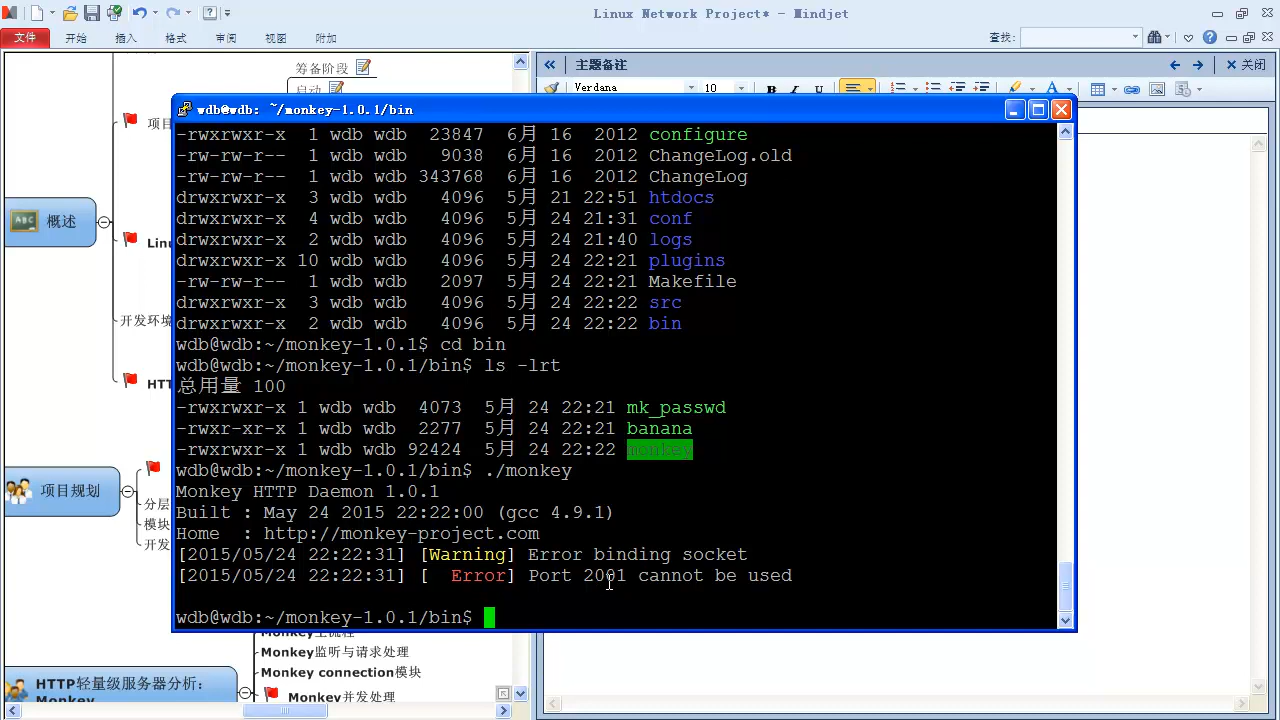 Linux Network Project* - Mindjet
文件 开始 插入 格式 审阅 视图 附加 查找:
筹备阶段
启动
主题备注 关闭
Verdana 10 B I U
wdb@wdb: ~/monkey-1.0.1/bin
-rwxrwxr-x 1 wdb wdb 23847 6月 16 2012 configure
-rw-rw-r-- 1 wdb wdb 9038 6月 16 2012 ChangeLog.old
-rw-rw-r-- 1 wdb wdb 343768 6月 16 2012 ChangeLog
drwxrwxr-x 3 wdb wdb 4096 5月 21 22:51 htdocs
drwxrwxr-x 4 wdb wdb 4096 5月 24 21:31 conf
drwxrwxr-x 2 wdb wdb 4096 5月 24 21:40 logs
drwxrwxr-x 10 wdb wdb 4096 5月 24 22:21 plugins
-rw-rw-r-- 1 wdb wdb 2097 5月 24 22:21 Makefile
drwxrwxr-x 3 wdb wdb 4096 5月 24 22:22 src
drwxrwxr-x 2 wdb wdb 4096 5月 24 22:22 bin
wdb@wdb:~/monkey-1.0.1$ cd bin
wdb@wdb:~/monkey-1.0.1/bin$ ls -lrt
总用量 100
-rwxrwxr-x 1 wdb wdb 4073 5月 24 22:21 mk_passwd
-rwxr-xr-x 1 wdb wdb 2277 5月 24 22:21 banana
-rwxrwxr-x 1 wdb wdb 92424 5月 24 22:22 monkey
wdb@wdb:~/monkey-1.0.1/bin$ ./monkey
Monkey HTTP Daemon 1.0.1
Built : May 24 2015 22:22:00 (gcc 4.9.1)
Home : http://monkey-project.com
[2015/05/24 22:22:31] [Warning] Error binding socket
[2015/05/24 22:22:31] [ Error] Port 2001 cannot be used
wdb@wdb:~/monkey-1.0.1/bin$
项目
ABC 概述
Linu
开发环境
HTT
项目规划
分层
模块
开发
Monkey主流程
Monkey监听与请求处理
Monkey connection模块
Monkey并发处理
HTTP轻量级服务器分析:
Monkey